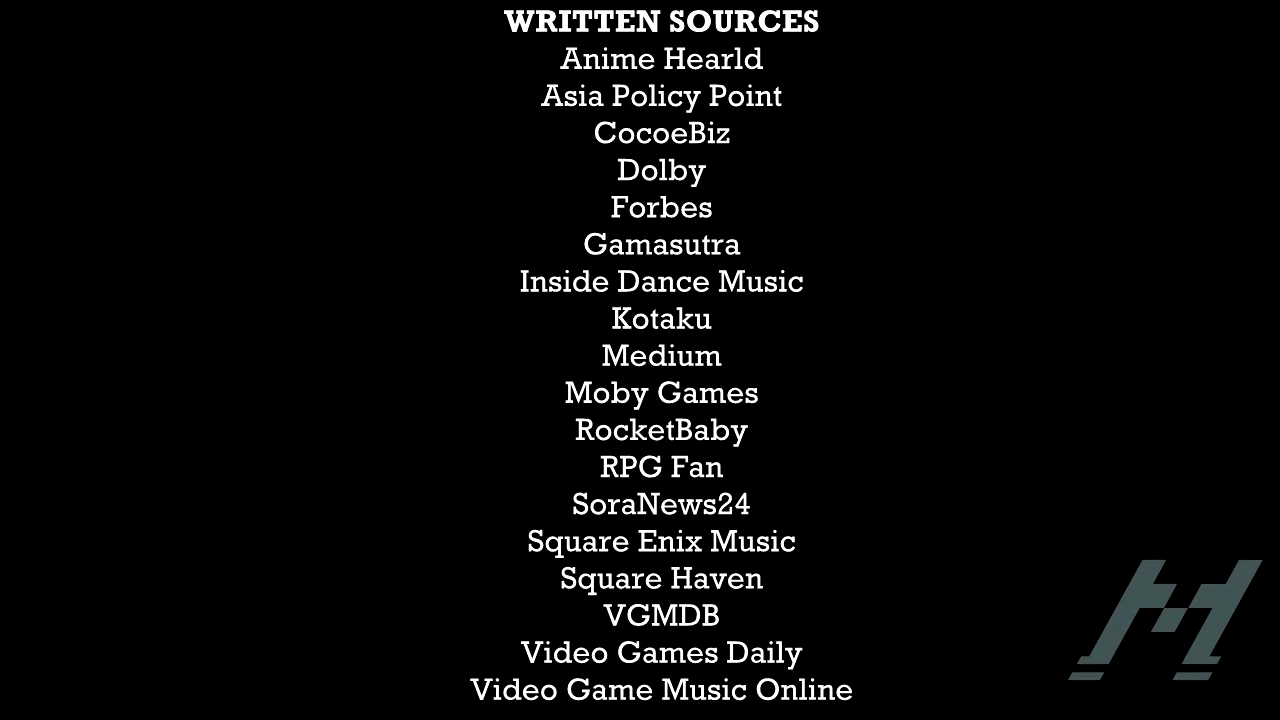 WRITTEN SOURCES
Anime Hearld
Asia Policy Point
CocoeBiz
Dolby
Forbes
Gamasutra
Inside Dance Music
Kotaku
Medium
Moby Games
RocketBaby
RPG Fan
SoraNews24
Square Enix Music
Square Haven
VGMDB
Video Games Daily
Video Game Music Online
M